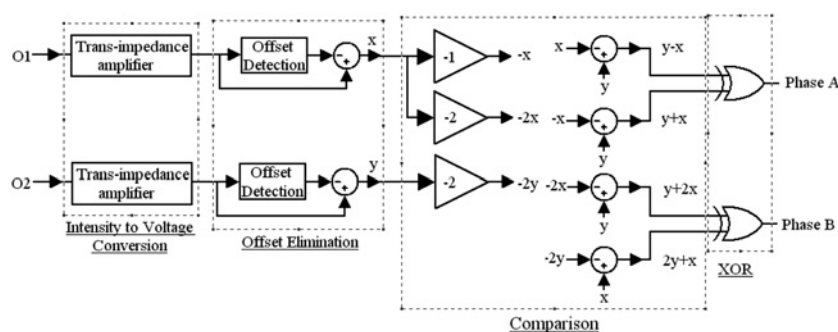 O1
Trans-impedance
amplifier
Offset
Detection
- +
x
-1
-x
-2
-2x
x
- +
y
y-x
-x
- +
y
y+x
Phase A
O2
Trans-impedance
amplifier
Offset
Detection
- +
y
-2
-2y
-2x
- +
y
y+2x
-2y
- +
x
2y+x
Phase B
Intensity to Voltage
Conversion
Offset Elimination
Comparison
XOR